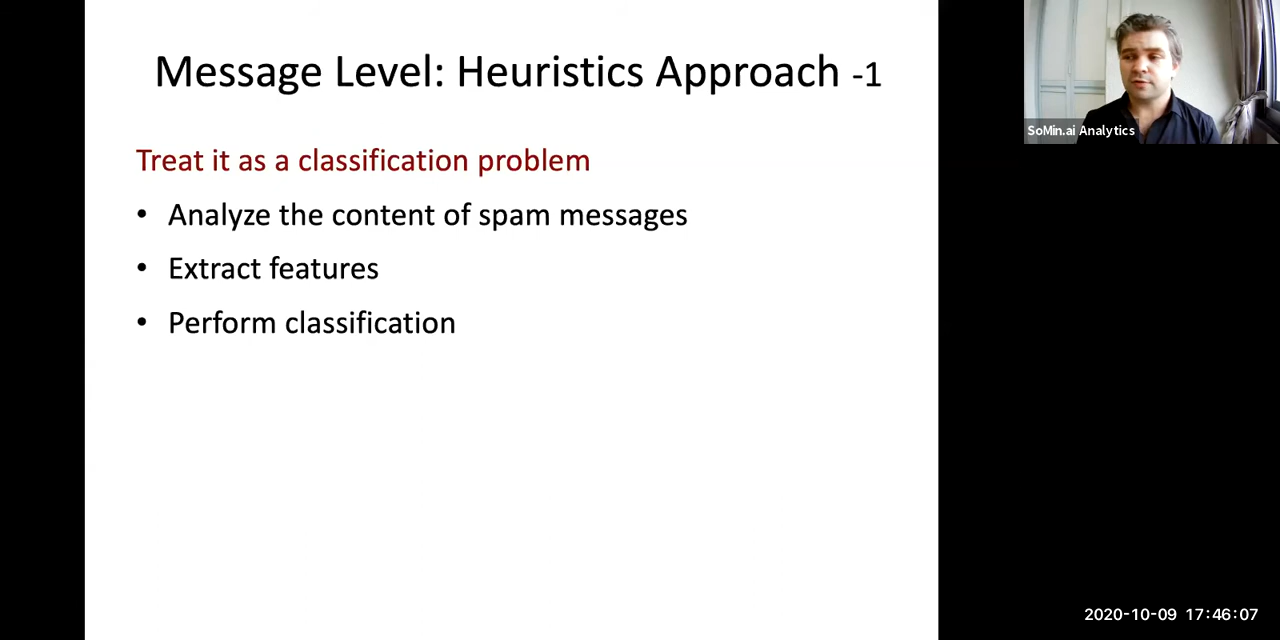 Message Level: Heuristics Approach -1
SoMin.ai Analytics
Treat it as a classification problem
• Analyze the content of spam messages
• Extract features
• Perform classification
2020-10-09 17:46:07